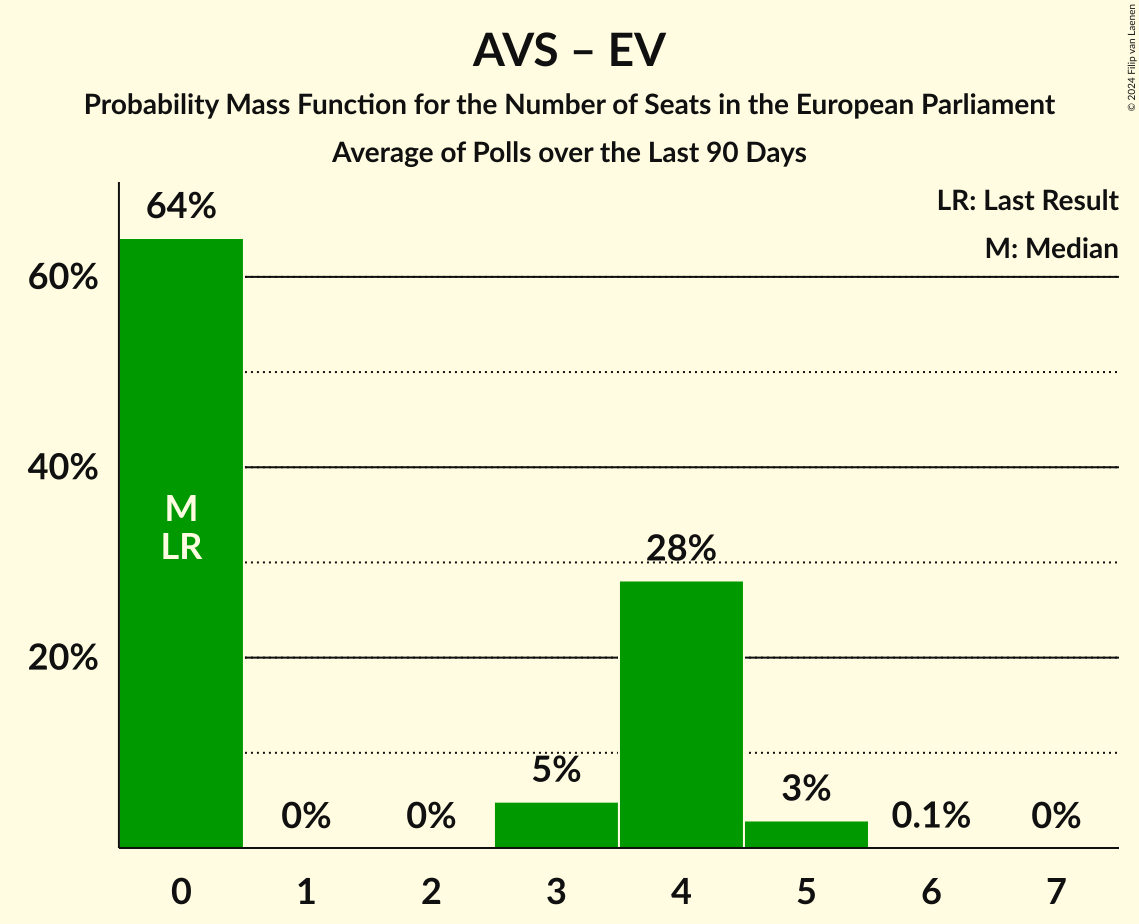 AVS – EV
Probability Mass Function for the Number of Seats in the European Parliament
Average of Polls over the Last 90 Days
© 2024 Filip van Laenen
LR: Last Result
M: Median
64%
60%
40%
20%
M
LR
0%
0%
5%
28%
3%
0.1%
0%
0
1
2
3
4
5
6
7